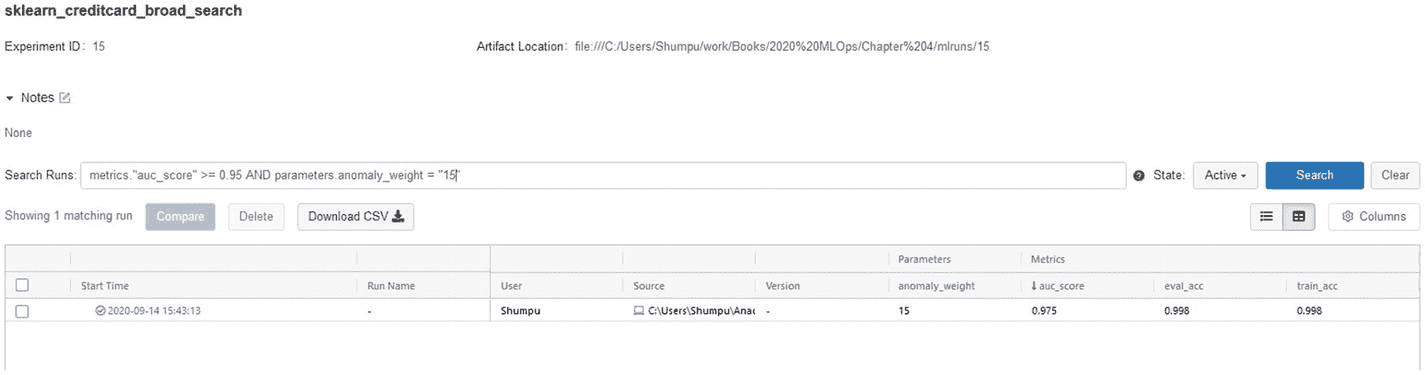 sklearn_creditcard_broad_search
Experiment ID: 15 Artifact Location: file:///C:/Users/Shumpu/work/Books/2020%20MLOps/Chapter%204/mlruns/15
Notes
None
Search Runs: metrics."auc_score" >= 0.95 AND parameters.anomaly_weight = "15" ? State: Active Search Clear
Showing 1 matching run Compare Delete Download CSV Columns
Parameters Metrics
Start Time Run Name User Source Version anomaly_weight ↓ auc_score eval_acc train_acc
2020-09-14 15:43:13 - Shumpu C:\Users\Shumpu\Anac - 15 0.975 0.998 0.998